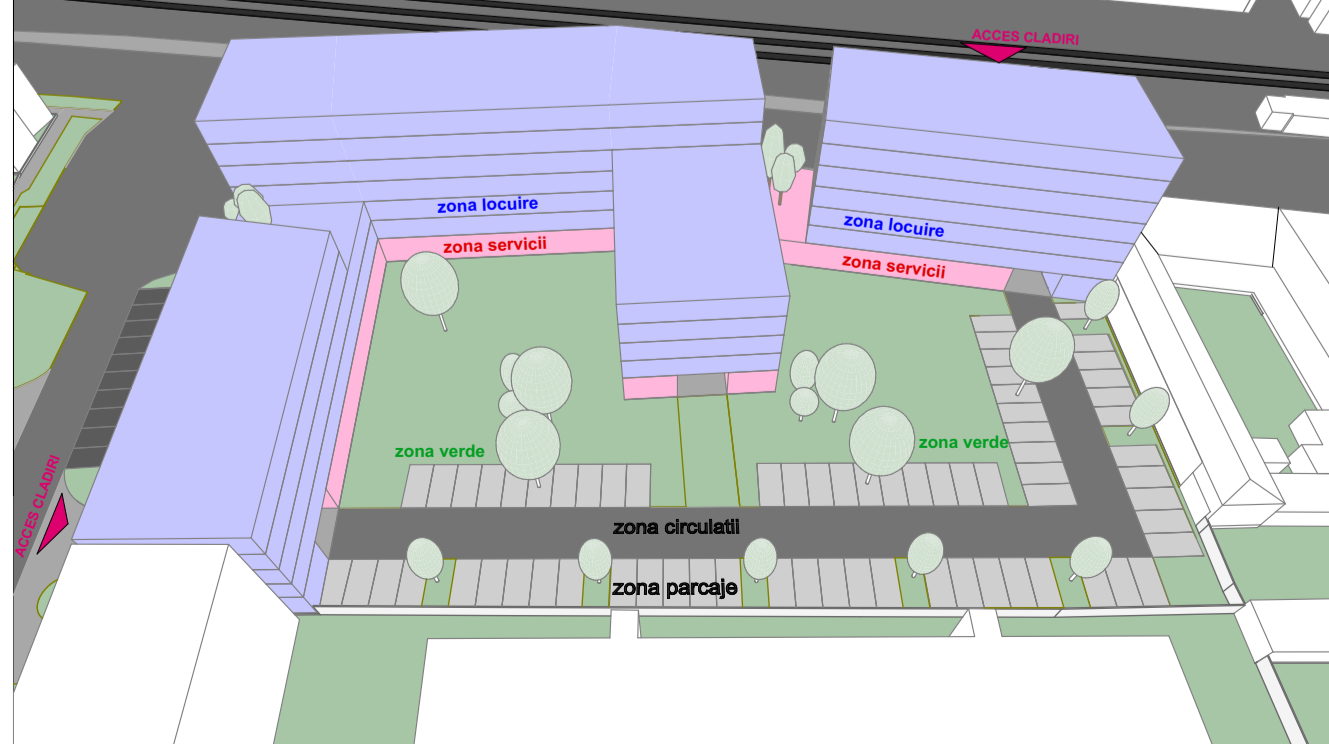 ACCES CLADIRI
zona locuire
zona locuire
zona servicii
zona servicii
zona verde
zona verde
ACCES CLADIRI
zona circulatii
zona parcaje